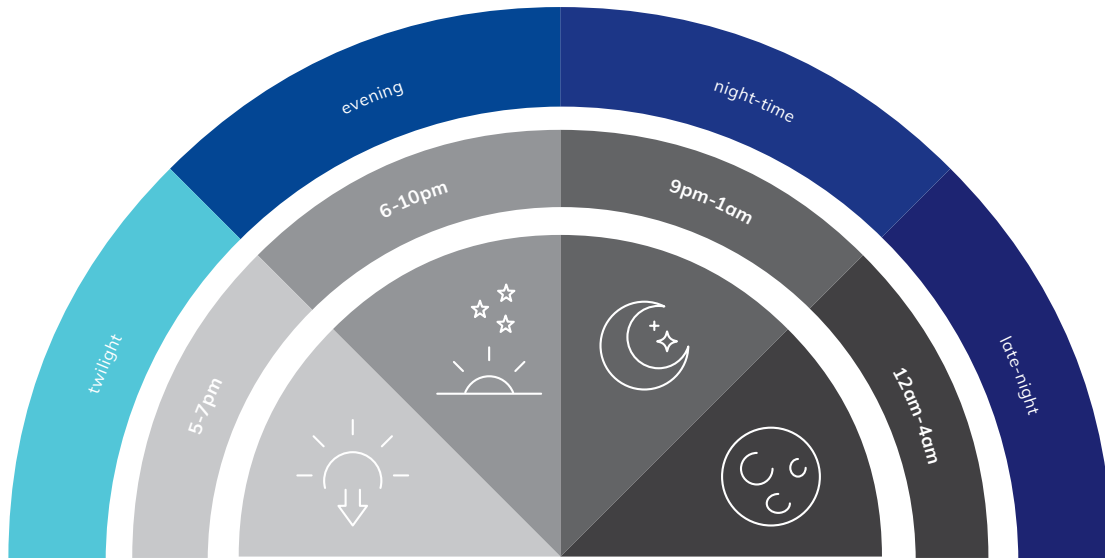 twilight
evening
night-time
late-night
5-7pm
6-10pm
9pm-1am
12am-4am